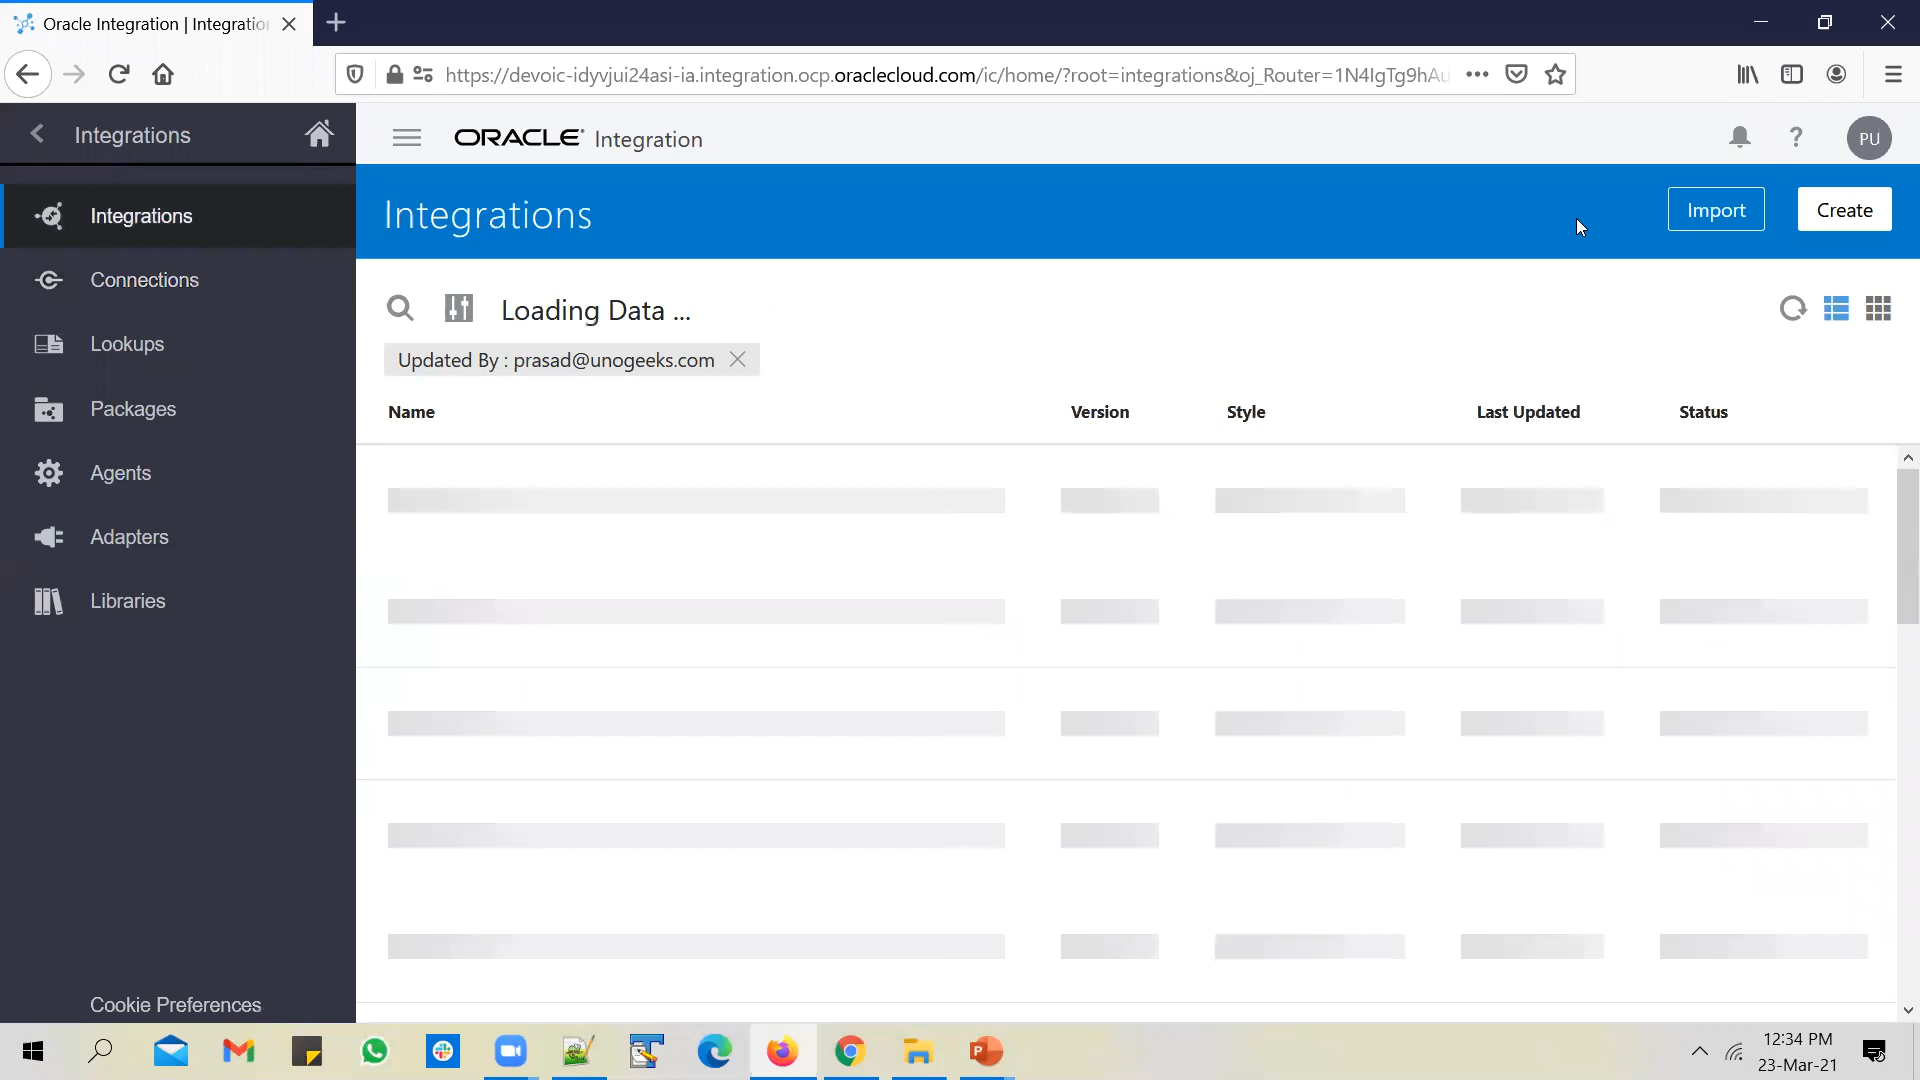 Oracle Integration | Integratio
https://devoic-idyvjui24asi-ia.integration.ocp.oraclecloud.com/ic/home/?root=integrations&oj_Router=1N4IgTg9hAu
Integrations
ORACLE Integration
PU
Integrations
Import
Create
Integrations
Connections
Lookups
Packages
Agents
Adapters
Libraries
Cookie Preferences
Loading Data ...
Updated By : prasad@unogeeks.com
Name Version Style Last Updated Status
12:34 PM
23-Mar-21